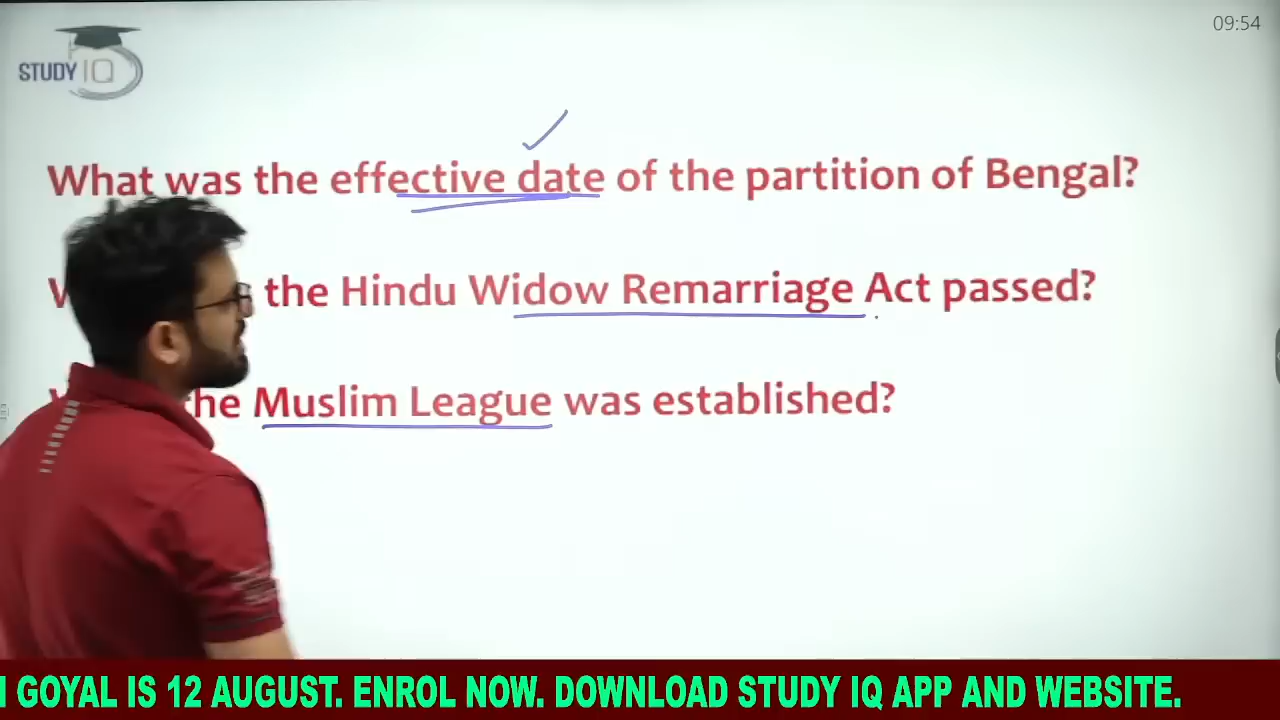 09:54
STUDY IQ
What was the effective date of the partition of Bengal?
the Hindu Widow Remarriage Act passed?
the Muslim League was established?
GOYAL IS 12 AUGUST. ENROL NOW. DOWNLOAD STUDY IQ APP AND WEBSITE.